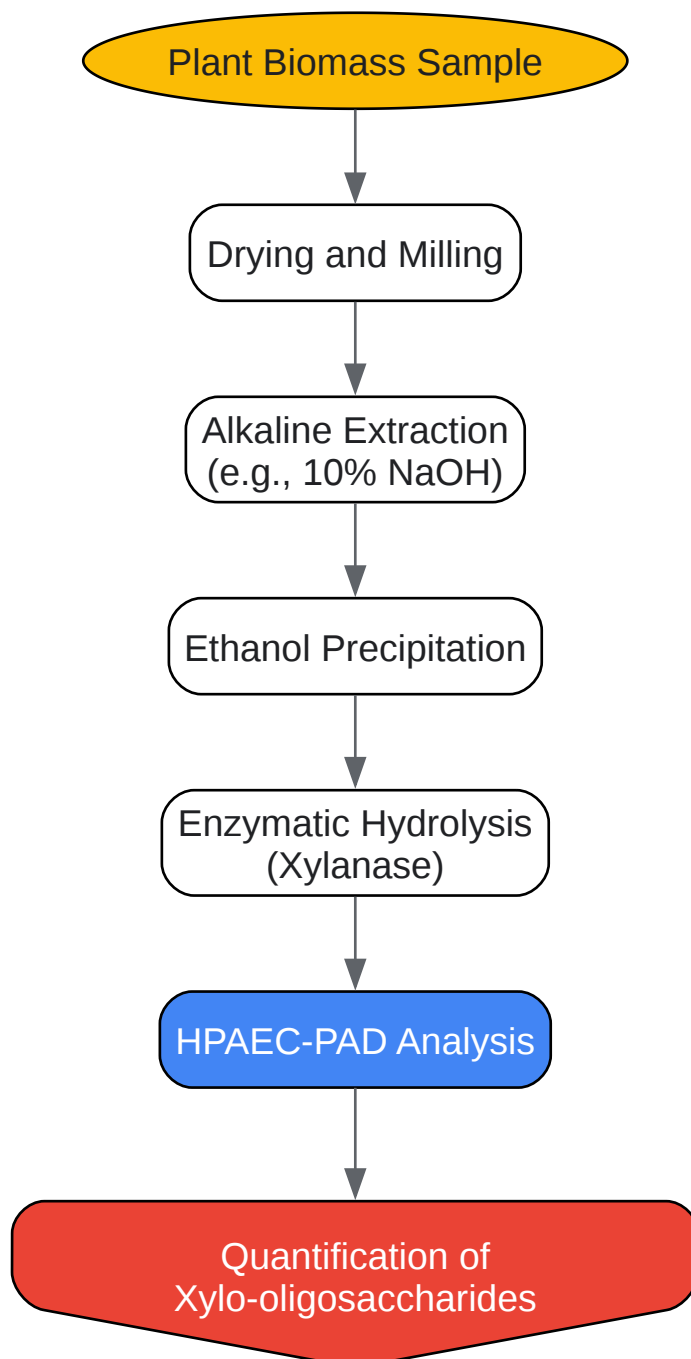 Plant Biomass Sample
Drying and Milling
Alkaline Extraction
(e.g., 10% NaOH)
Ethanol Precipitation
Enzymatic Hydrolysis
(Xylanase)
HPAEC-PAD Analysis
Quantification of
Xylo-oligosaccharides